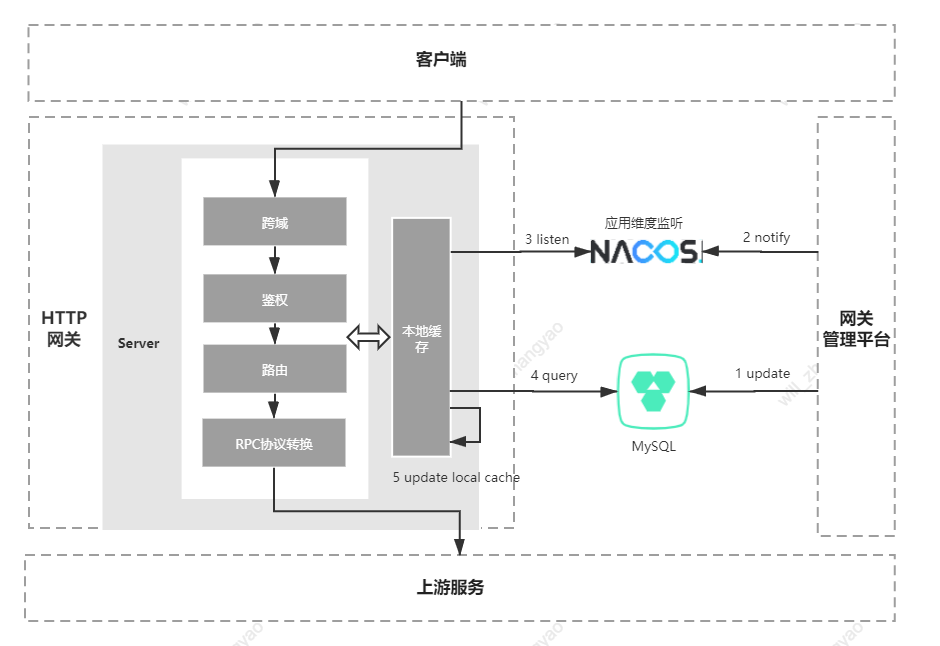 客户端
HTTP
网关
Server
跨域
鉴权
路由
RPC协议转换
本地缓
存
3 listen
应用维度监听
NACOS.
2 notify
4 query
1 update
MySQL
5 update local cache
网关
管理平台
上游服务